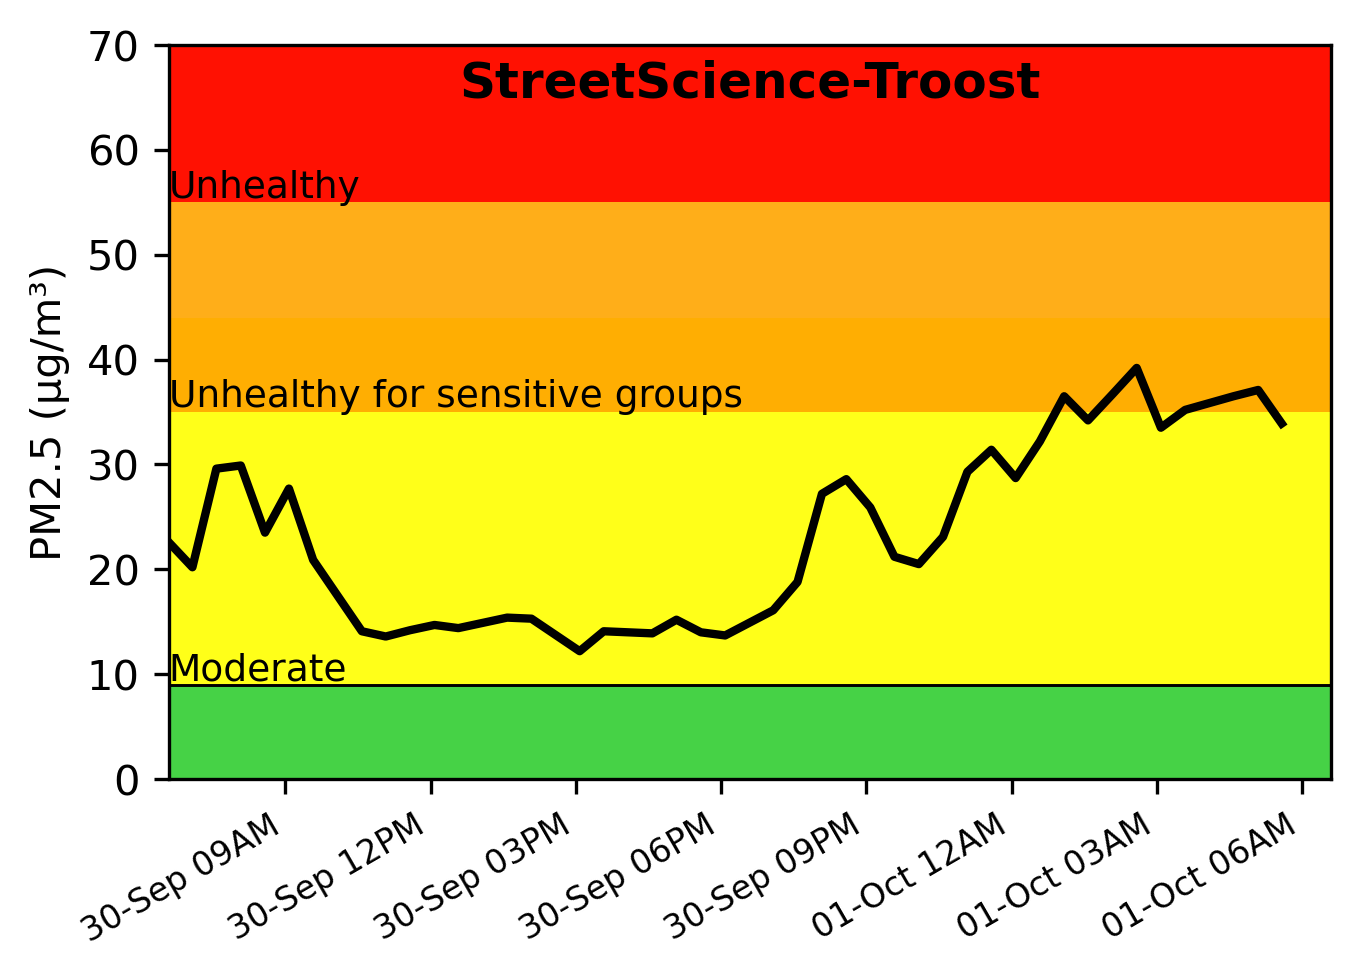 StreetScience-Troost
70
60
50
40
30
20
10
0
PM2.5 (μg/m³)
Unhealthy
Unhealthy for sensitive groups
Moderate
30-Sep 09AM
30-Sep 12PM
30-Sep 03PM
30-Sep 06PM
30-Sep 09PM
01-Oct 12AM
01-Oct 03AM
01-Oct 06AM